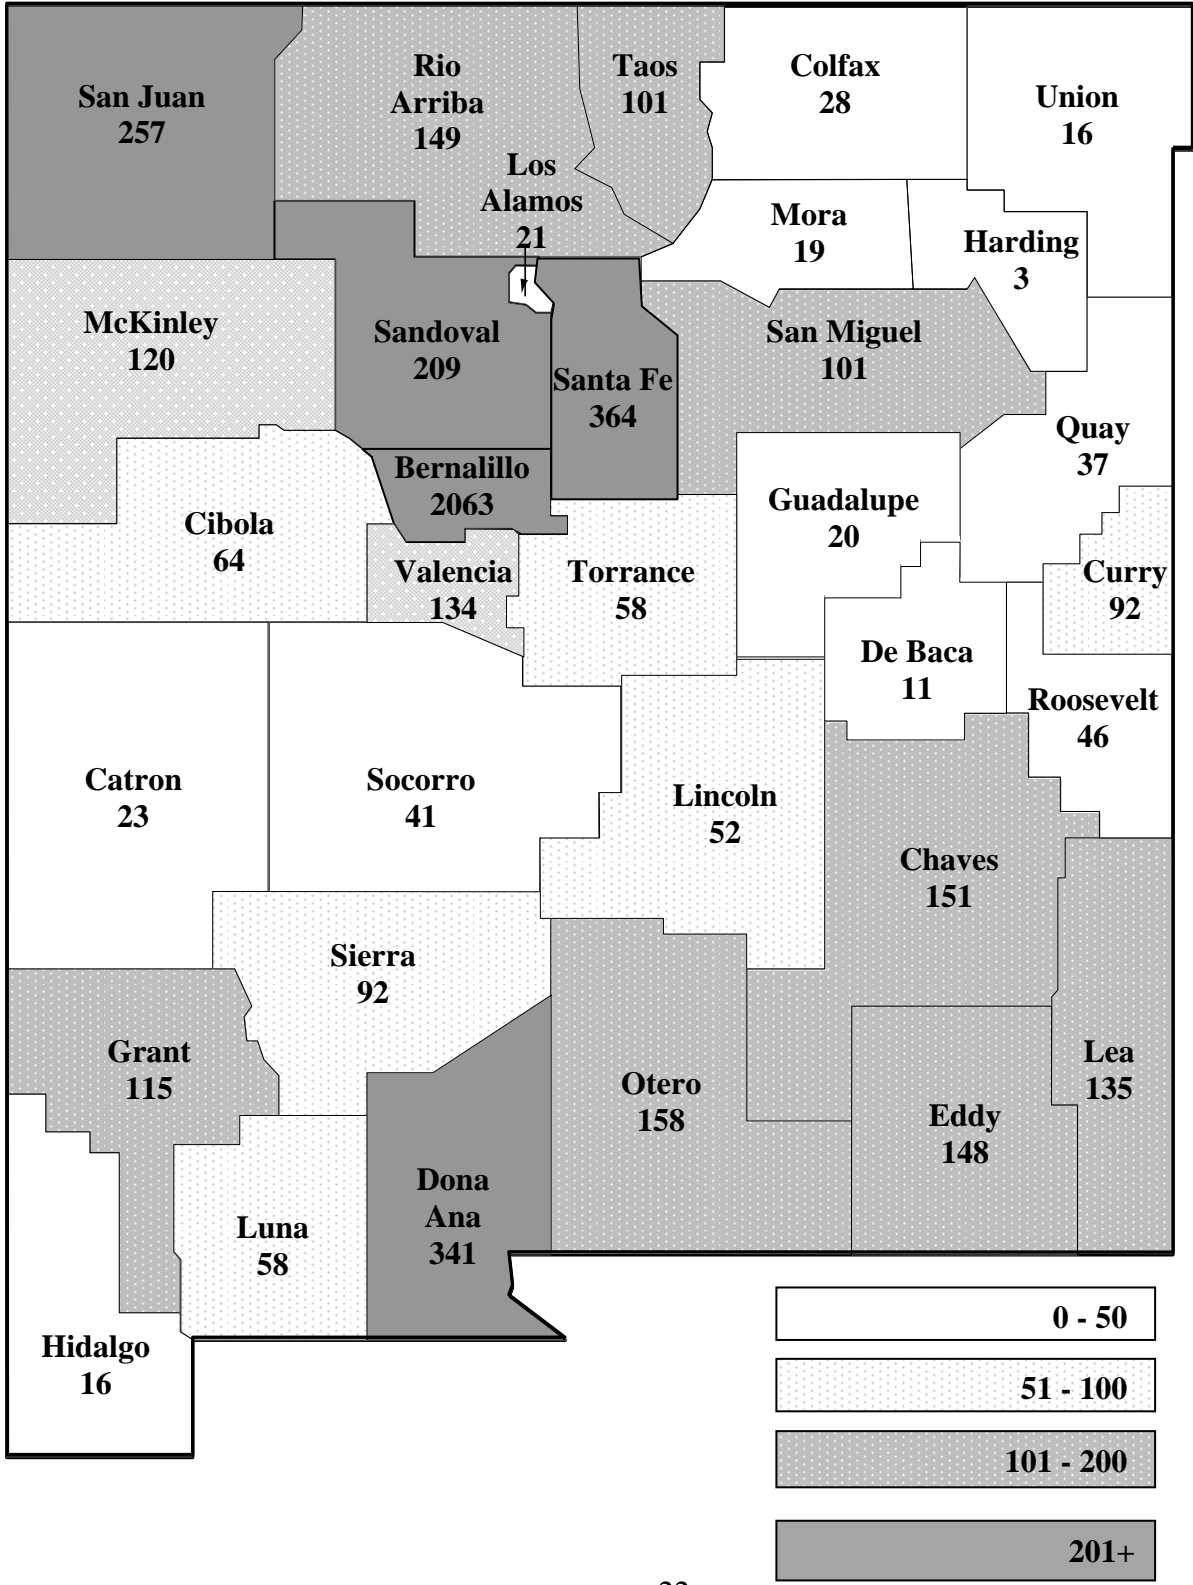 San Juan
257
Rio
Arriba
149
Taos
101
Colfax
28
Union
16
Los
Alamos
21
Mora
19
Harding
3
McKinley
120
Sandoval
209
Santa Fe
364
San Miguel
101
Quay
37
Bernalillo
2063
Guadalupe
20
Cibola
64
Valencia
134
Torrance
58
Curry
92
De Baca
11
Roosevelt
46
Catron
23
Socorro
41
Lincoln
52
Chaves
151
Sierra
92
Grant
115
Otero
158
Lea
135
Eddy
148
Dona
Ana
341
Luna
58
Hidalgo
16
0 - 50
51 - 100
101 - 200
201+